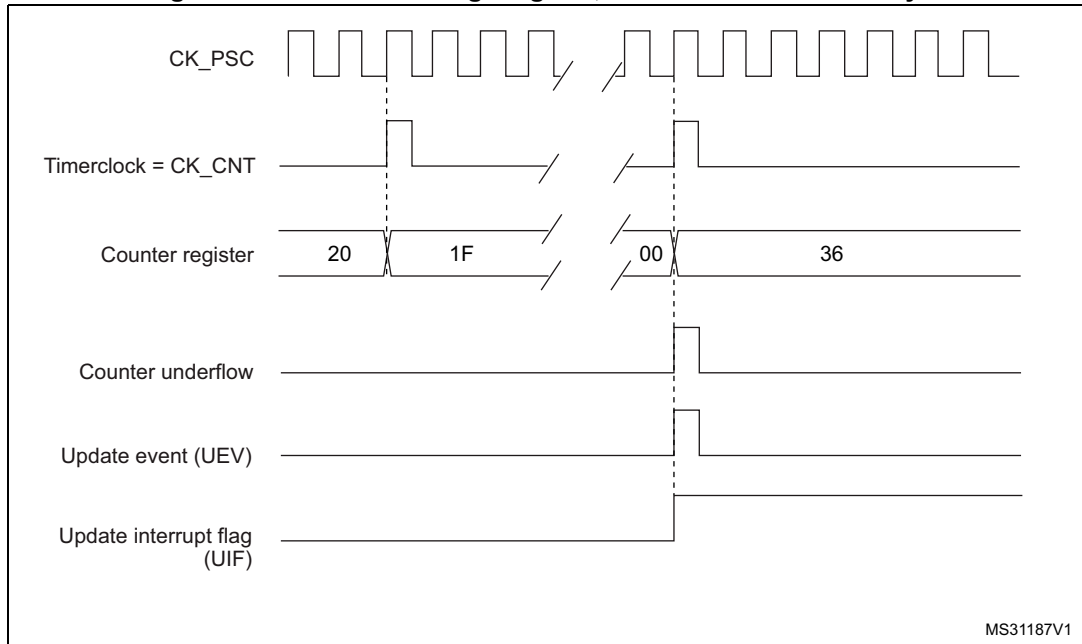 CK_PSC
Timerclock = CK_CNT
Counter register 20 1F 00 36
Counter underflow
Update event (UEV)
Update interrupt flag
(UIF)
MS31187V1